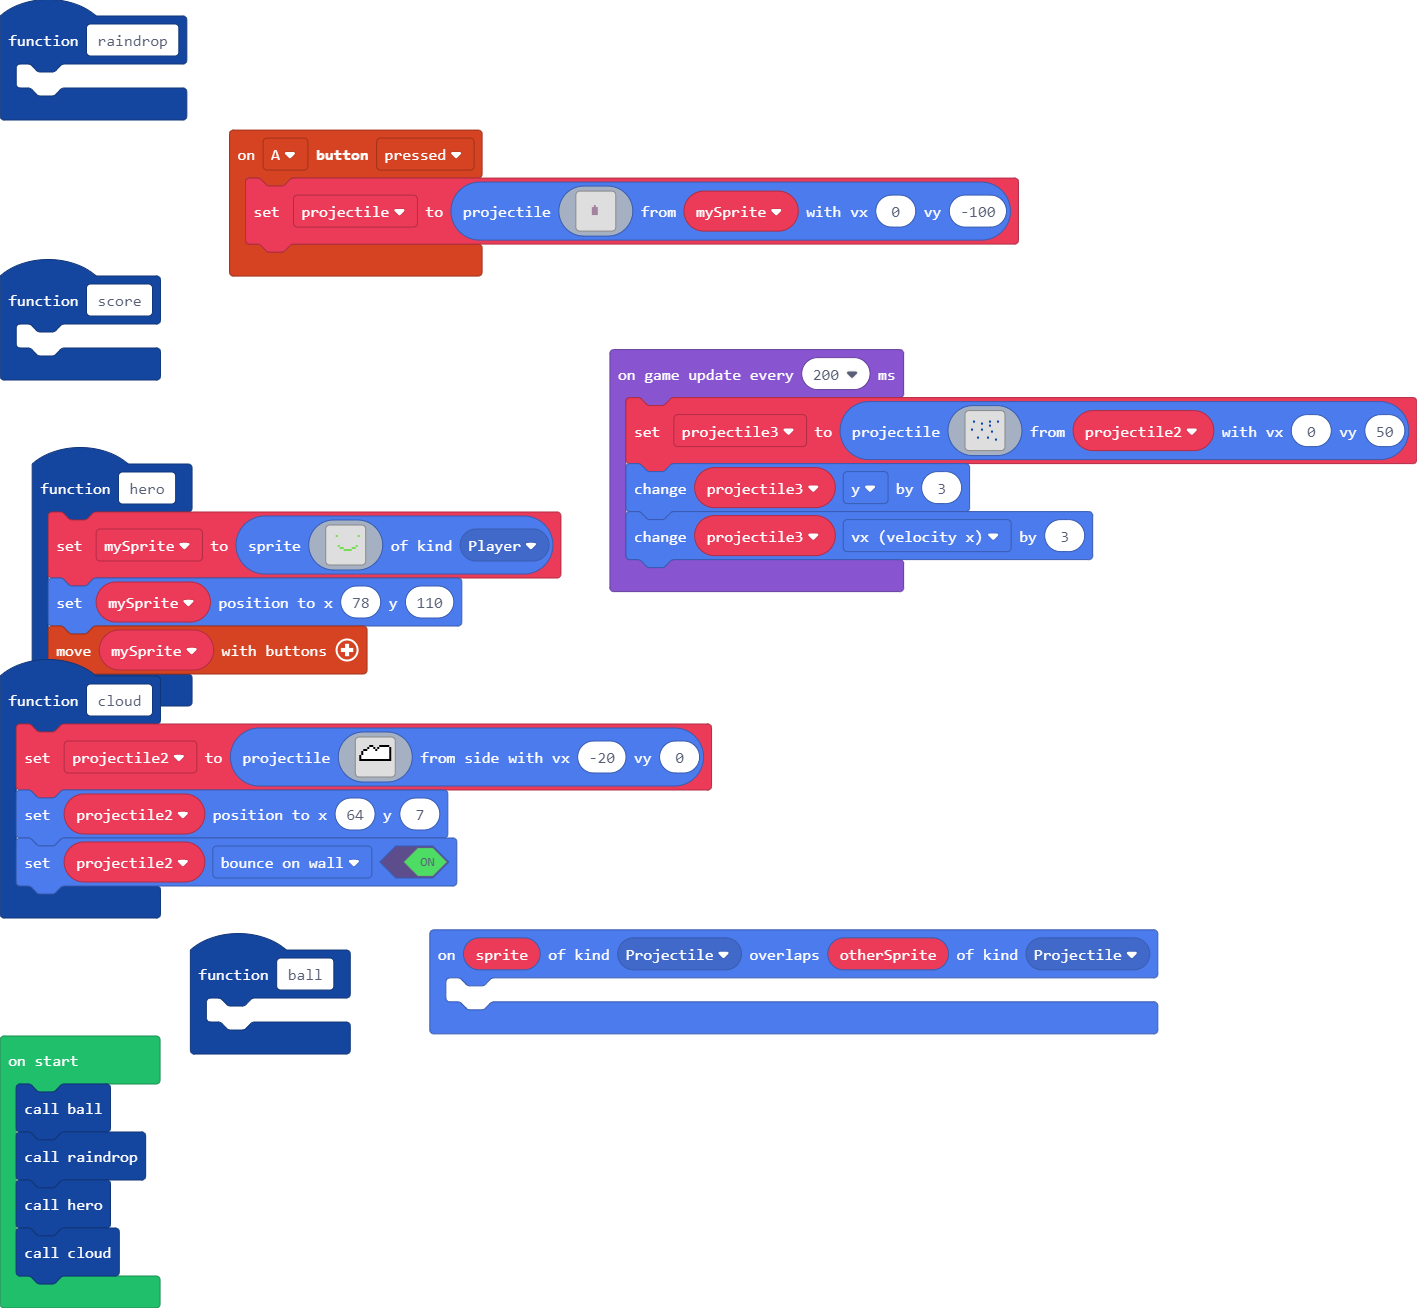 function raindrop
on A button pressed
set projectile to projectile from mySprite with vx 0 vy -100
function score
on game update every 200 ms
set projectile3 to projectile from projectile2 with vx 0 vy 50
change projectile3 y by 3
change projectile3 vx (velocity x) by 3
function hero
set mySprite to sprite of kind Player
set mySprite position to x 78 y 110
move mySprite with buttons
function cloud
set projectile2 to projectile from side with vx -20 vy 0
set projectile2 position to x 64 y 7
set projectile2 bounce on wall ON
function ball
on sprite of kind Projectile overlaps otherSprite of kind Projectile
on start
call ball
call raindrop
call hero
call cloud